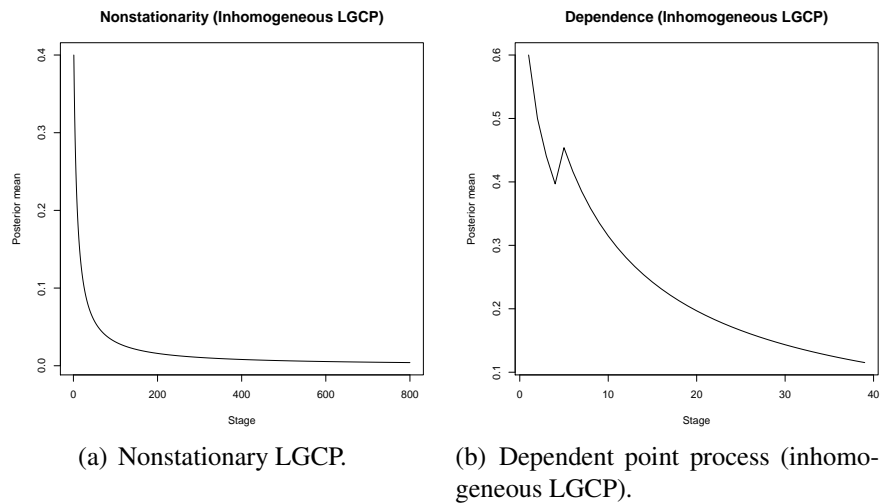 Nonstationarity (Inhomogeneous LGCP)
Posterior mean
0.4
0.3
0.2
0.1
0.0
0
200
400
600
800
Stage
(a) Nonstationary LGCP.
Dependence (Inhomogeneous LGCP)
Posterior mean
0.6
0.5
0.4
0.3
0.2
0.1
0
10
20
30
40
Stage
(b) Dependent point process (inhomo-
geneous LGCP).